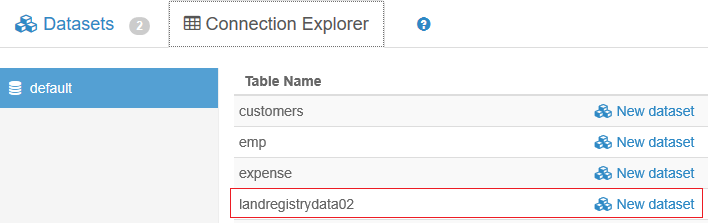 Datasets 2 Connection Explorer ?
default
Table Name
customers New dataset
emp New dataset
expense New dataset
landregistrydata02 New dataset